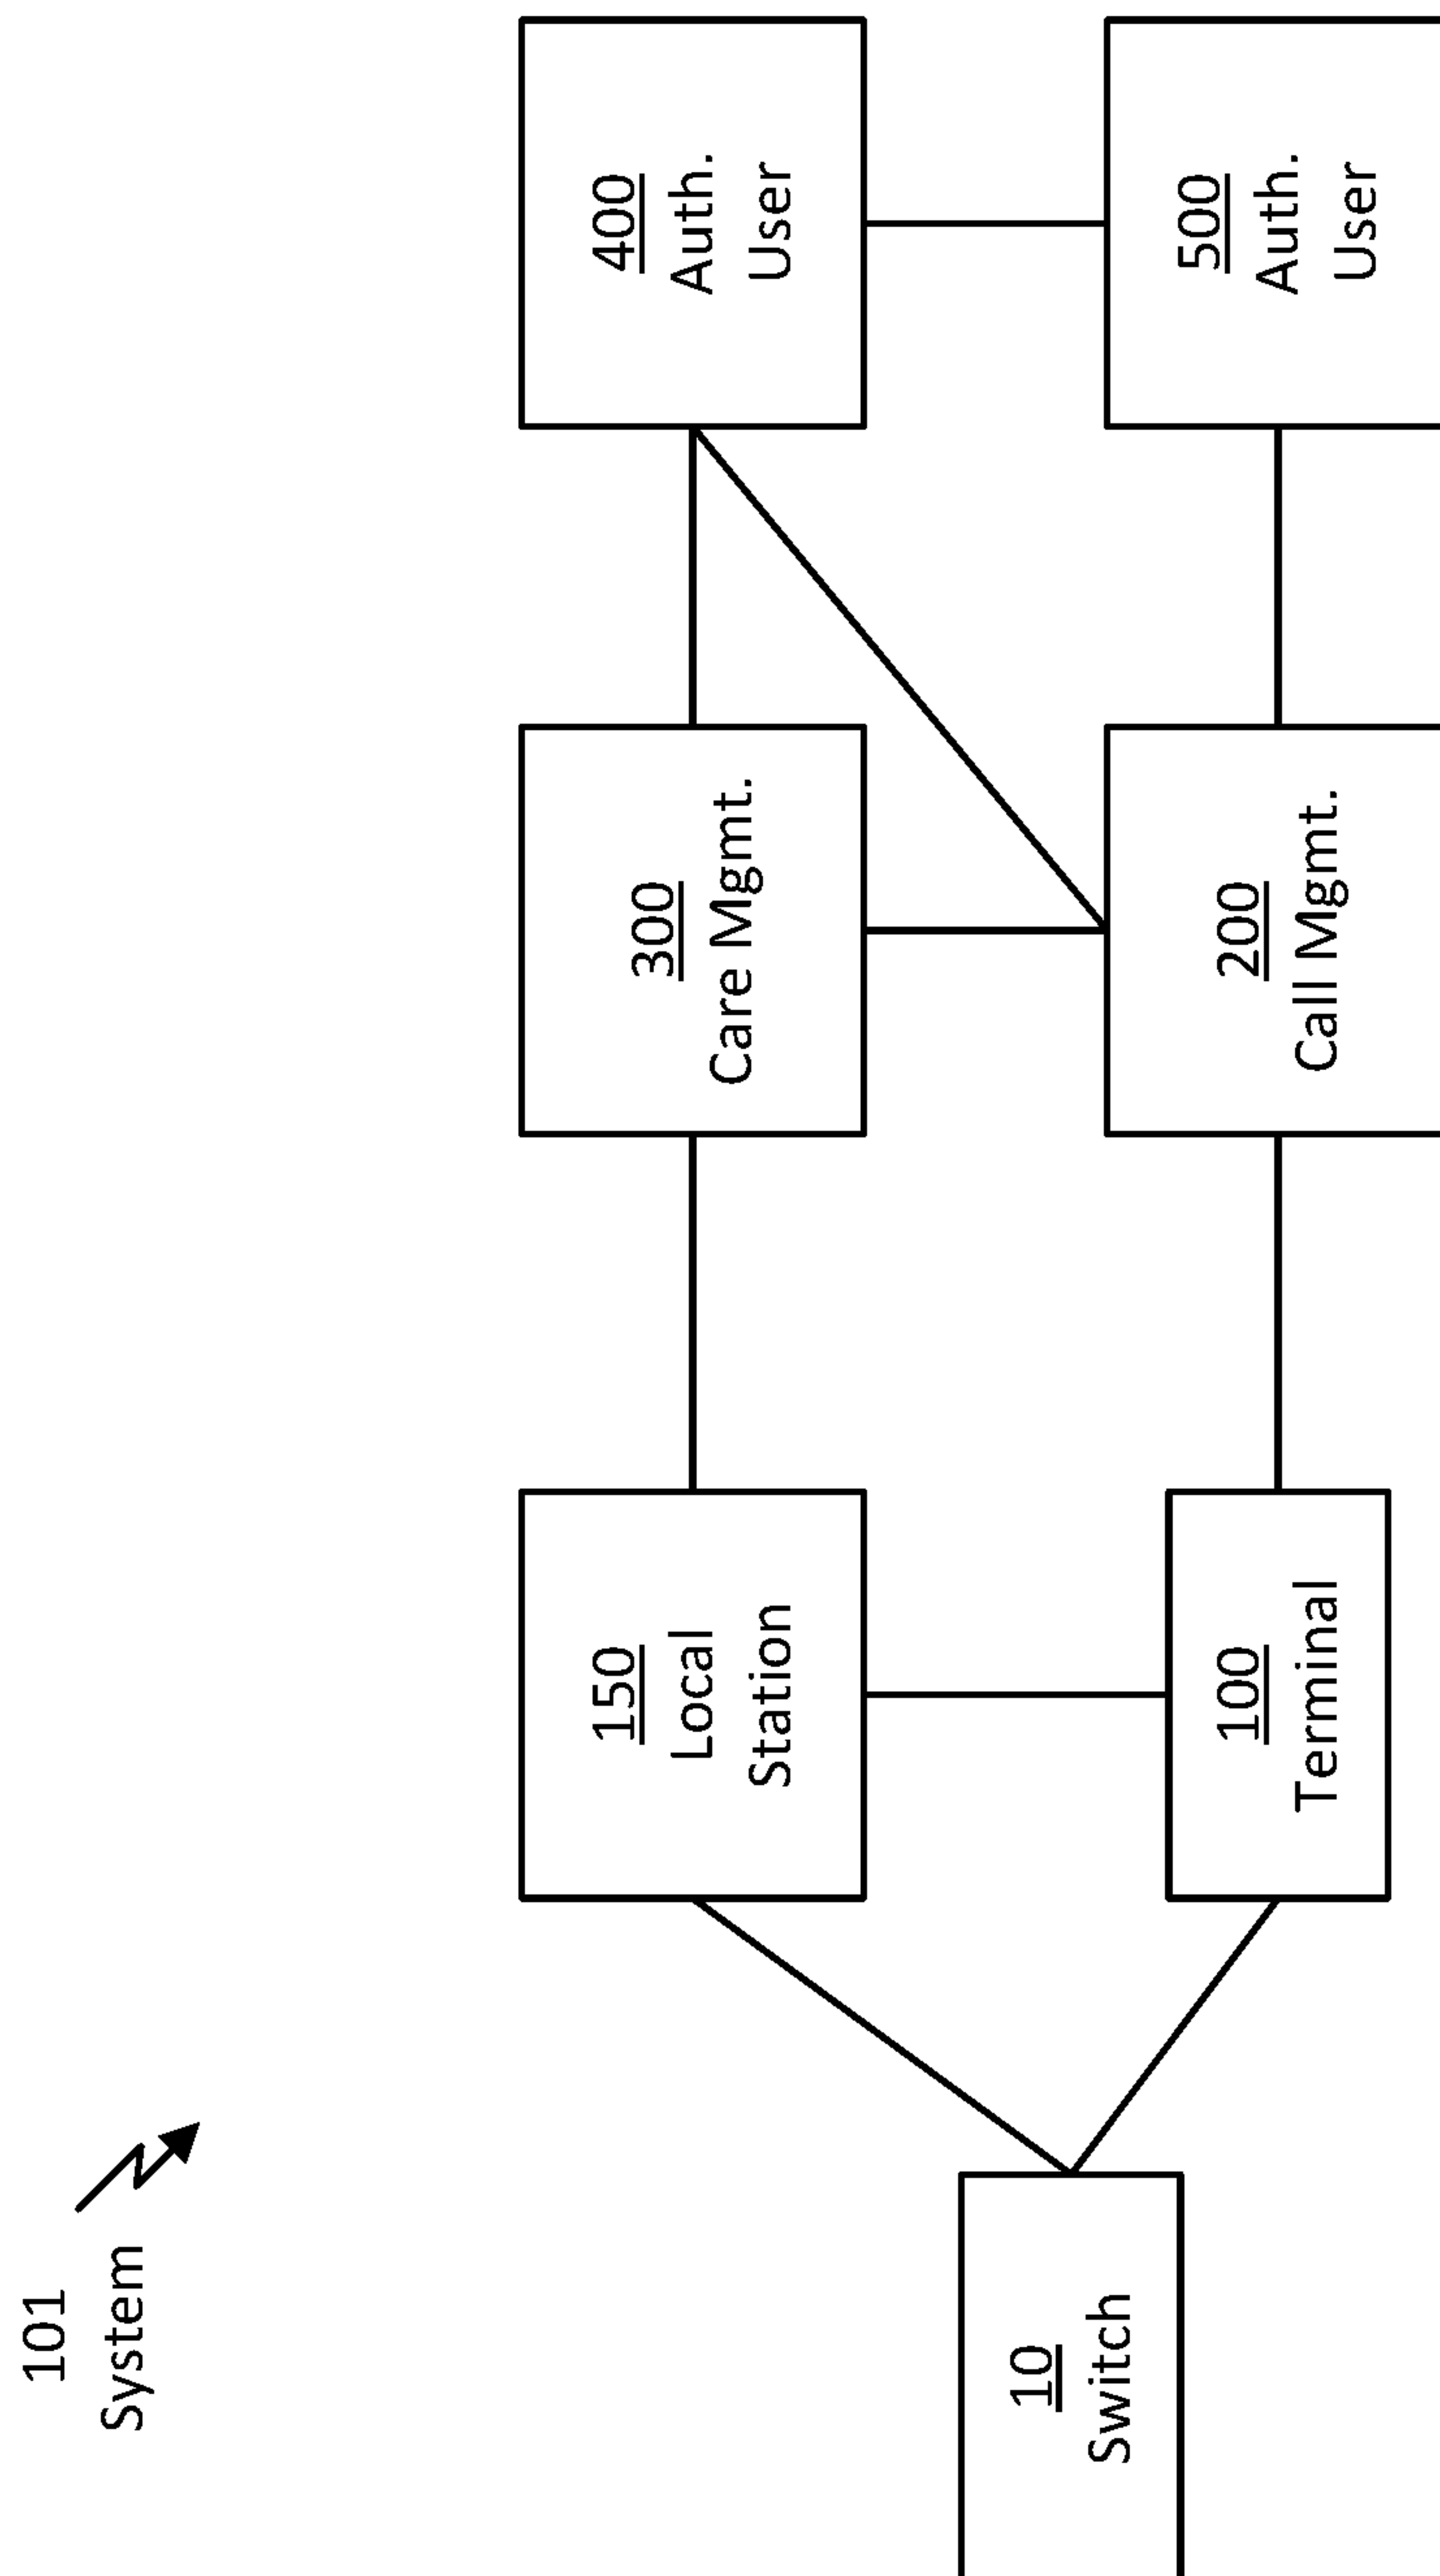 101
System
10
Switch
150
Local
Station
100
Terminal
300
Care Mgmt.
200
Call Mgmt.
400
Auth.
User
500
Auth.
User